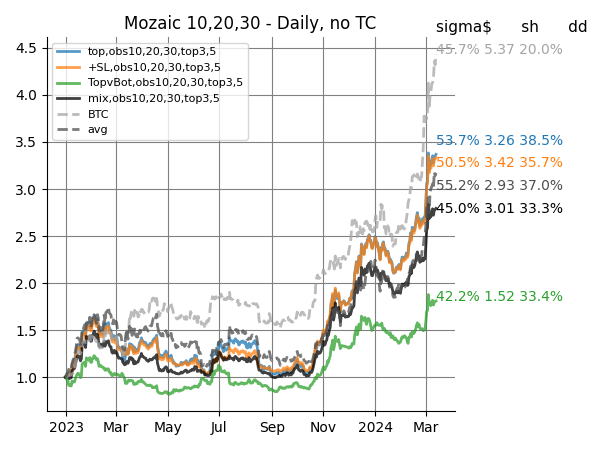 Mozaic 10,20,30 - Daily, no TC
sigma$ sh dd
top,obs10,20,30,top3,5
+SL,obs10,20,30,top3,5
TopvBot,obs10,20,30,top3,5
mix,obs10,20,30,top3,5
BTC
avg
45.7% 5.37 20.0%
53.7% 3.26 38.5%
50.5% 3.42 35.7%
55.2% 2.93 37.0%
45.0% 3.01 33.3%
42.2% 1.52 33.4%
4.5
4.0
3.5
3.0
2.5
2.0
1.5
1.0
2023 Mar May Jul Sep Nov 2024 Mar